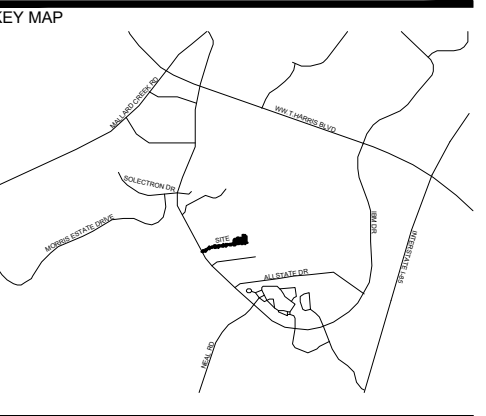 KEY MAP
MALLARD CREEK RD
WW.T HARRIS BLVD
SOLECTRON DR
MORRIS ESTATE DRIVE
SITE
IBM DR
INTERSTATE I-85
ALLSTATE DR
NEAL RD